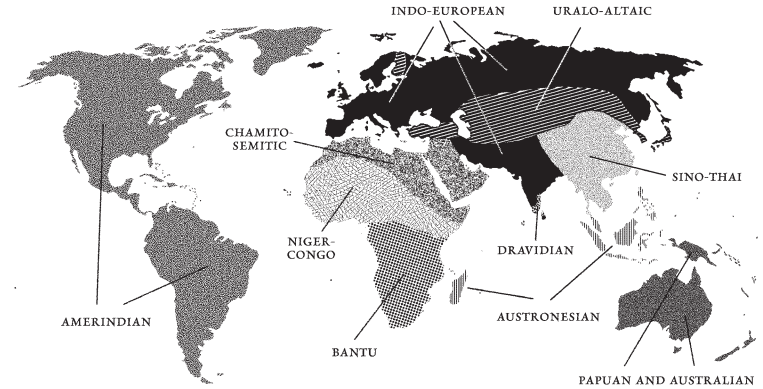 INDO-EUROPEAN
URALO-ALTAIC
CHAMITO-
SEMITIC
SINO-THAI
NIGER-
CONGO
DRAVIDIAN
AMERINDIAN
AUSTRONESIAN
BANTU
PAPUAN AND AUSTRALIAN